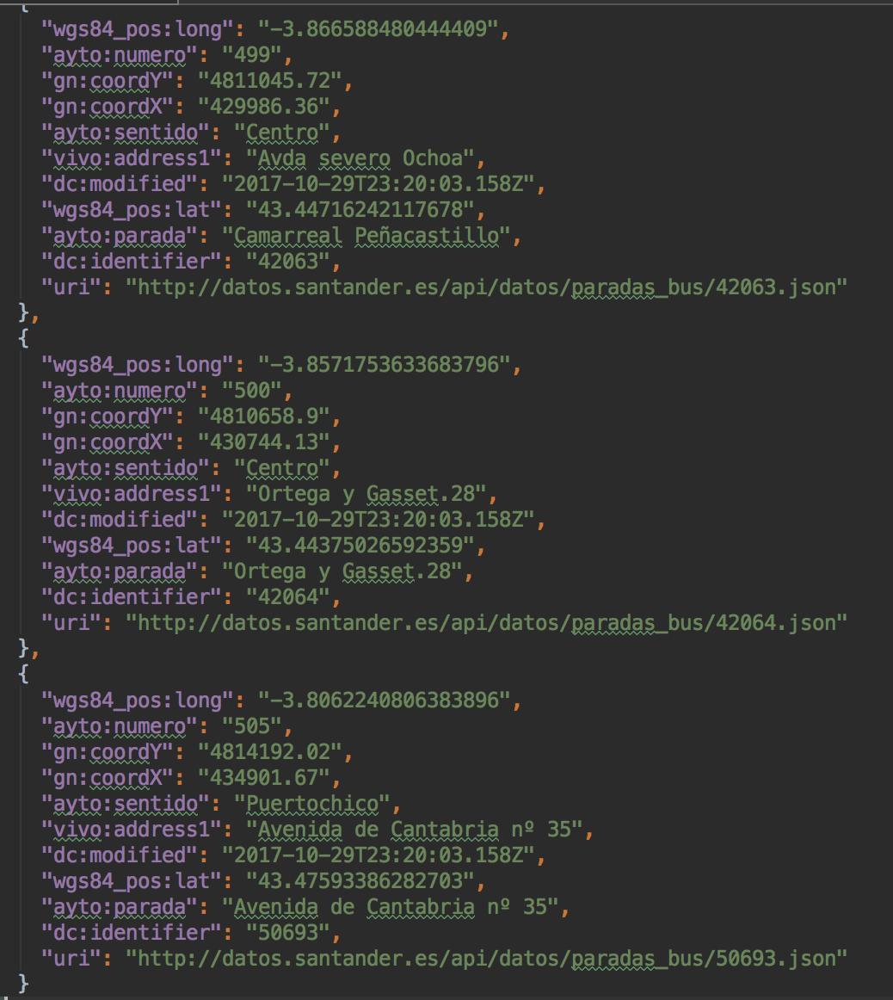 {
"wgs84_pos:long": "-3.866588480444409",
"ayto:numero": "499",
"gn:coordY": "4811045.72",
"gn:coordX": "429986.36",
"ayto:sentido": "Centro",
"vivo:address1": "Avda severo Ochoa",
"dc:modified": "2017-10-29T23:20:03.158Z",
"wgs84_pos:lat": "43.44716242117678",
"ayto:parada": "Camarreal Peñacastillo",
"dc:identifier": "42063",
"uri": "http://datos.santander.es/api/datos/paradas_bus/42063.json"
},
{
"wgs84_pos:long": "-3.8571753633683796",
"ayto:numero": "500",
"gn:coordY": "4810658.9",
"gn:coordX": "430744.13",
"ayto:sentido": "Centro",
"vivo:address1": "Ortega y Gasset.28",
"dc:modified": "2017-10-29T23:20:03.158Z",
"wgs84_pos:lat": "43.44375026592359",
"ayto:parada": "Ortega y Gasset.28",
"dc:identifier": "42064",
"uri": "http://datos.santander.es/api/datos/paradas_bus/42064.json"
},
{
"wgs84_pos:long": "-3.8062240806383896",
"ayto:numero": "505",
"gn:coordY": "4814192.02",
"gn:coordX": "434901.67",
"ayto:sentido": "Puertochico",
"vivo:address1": "Avenida de Cantabria nº 35",
"dc:modified": "2017-10-29T23:20:03.158Z",
"wgs84_pos:lat": "43.47593386282703",
"ayto:parada": "Avenida de Cantabria nº 35",
"dc:identifier": "50693",
"uri": "http://datos.santander.es/api/datos/paradas_bus/50693.json"
}